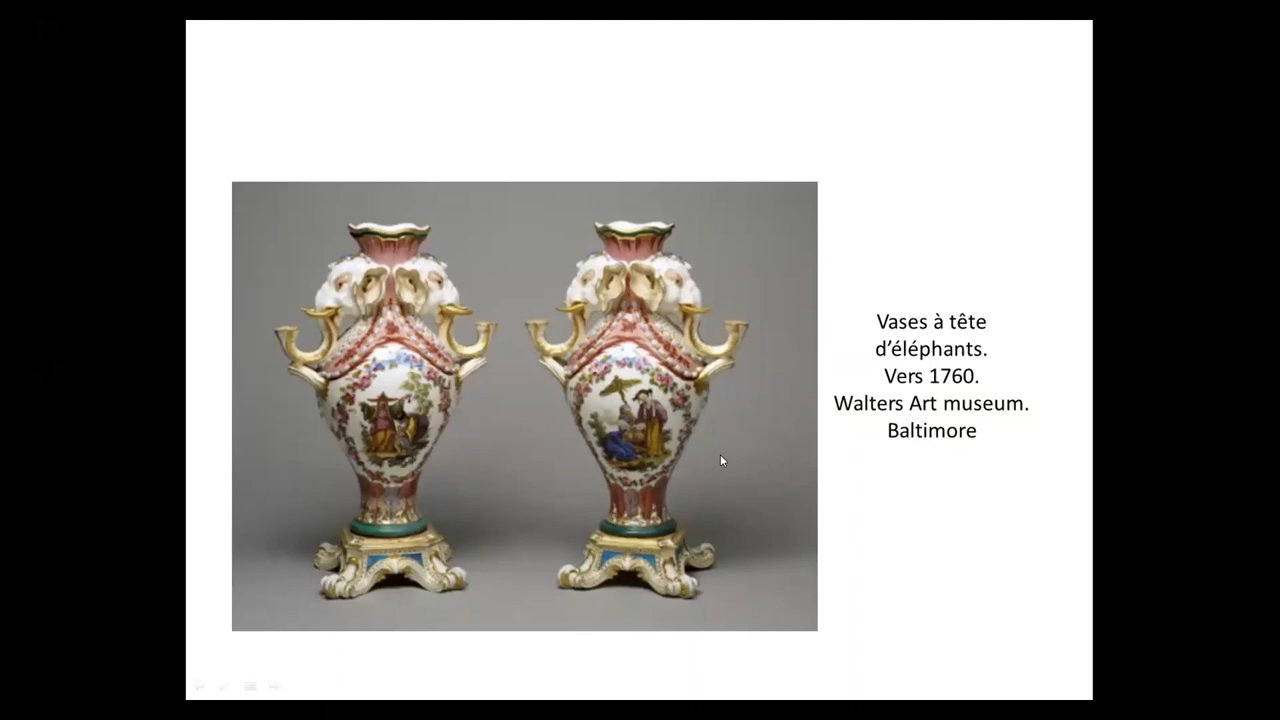 Vases à tête
d’éléphants.
Vers 1760.
Walters Art museum.
Baltimore